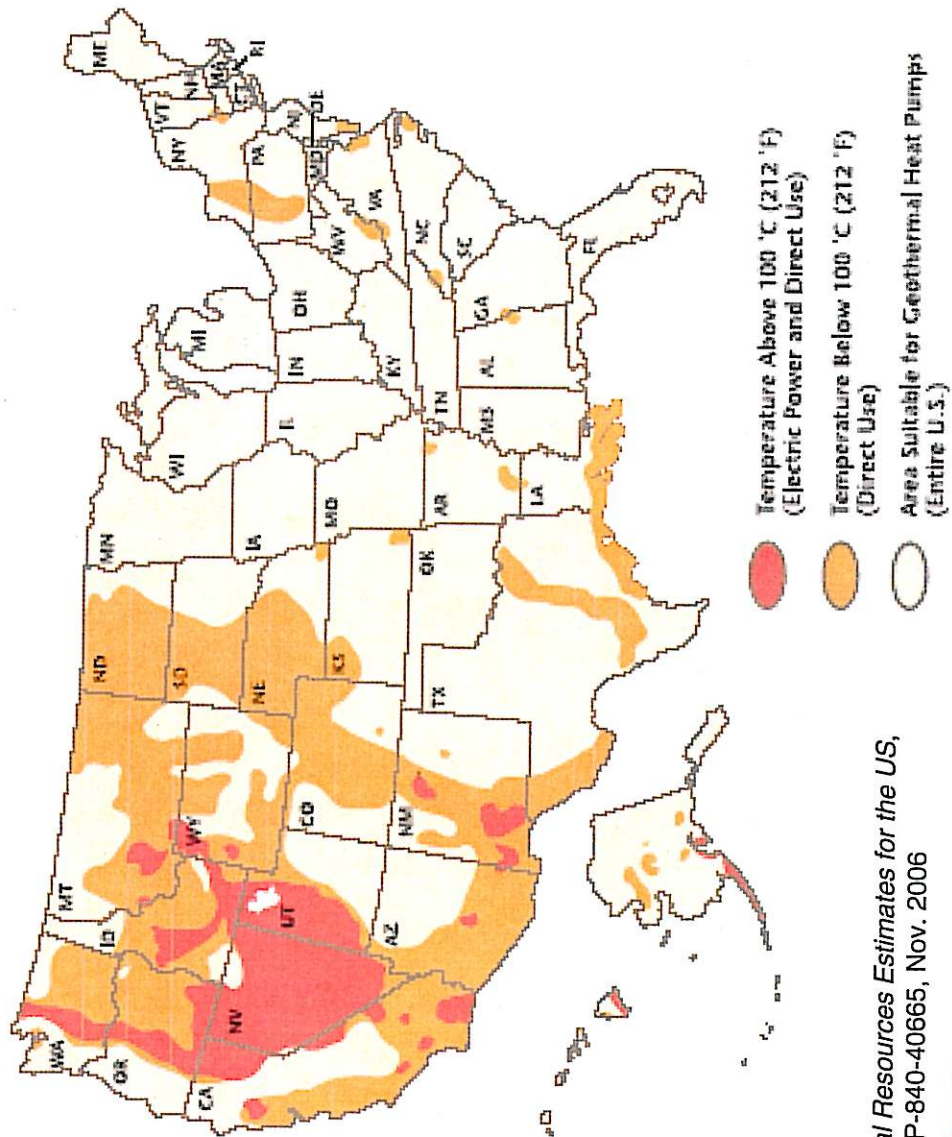 WA
MT
ND
MN
ME
VT
NH
OR
ID
SD
WI
MI
NY
MA
CT
RI
WY
NE
IA
PA
NJ
NV
UT
CO
IL
IN
OH
MD
DE
CA
KS
MO
KY
WV
VA
AZ
NM
OK
AR
TN
NC
TX
LA
MS
AL
GA
SC
FL
Temperature Above 100 °C (212 °F)
(Electric Power and Direct Use)
Temperature Below 100 °C (212 °F)
(Direct Use)
Area Suitable for Geothermal Heat Pumps
(Entire U.S.)
al Resources Estimates for the US,
P-840-40665, Nov. 2006